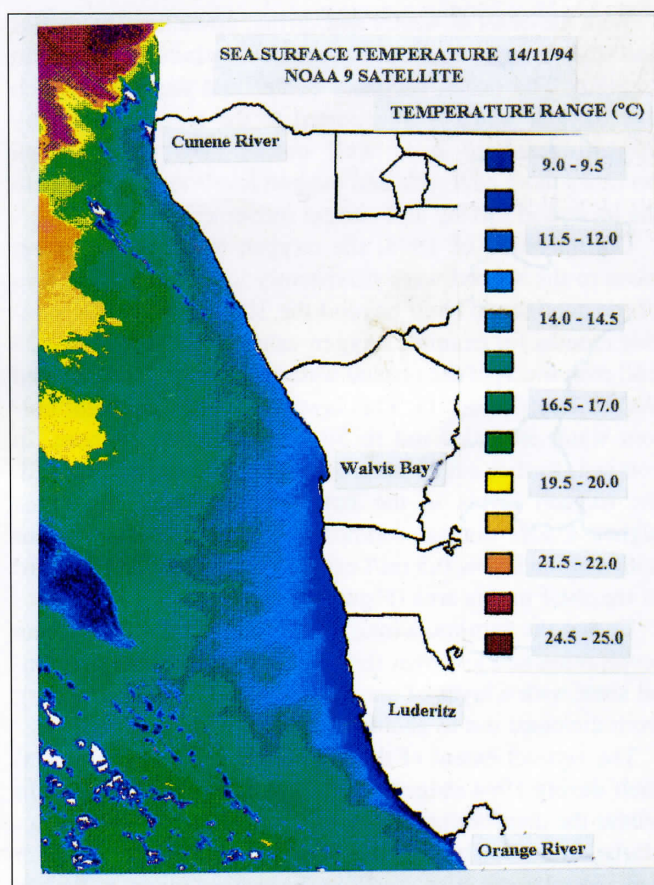 SEA SURFACE TEMPERATURE 14/11/94
NOAA 9 SATELLITE
TEMPERATURE RANGE (°C)
Cunene River
9.0 - 9.5
11.5 - 12.0
14.0 - 14.5
16.5 - 17.0
Walvis Bay
19.5 - 20.0
21.5 - 22.0
24.5 - 25.0
Luderitz
Orange River